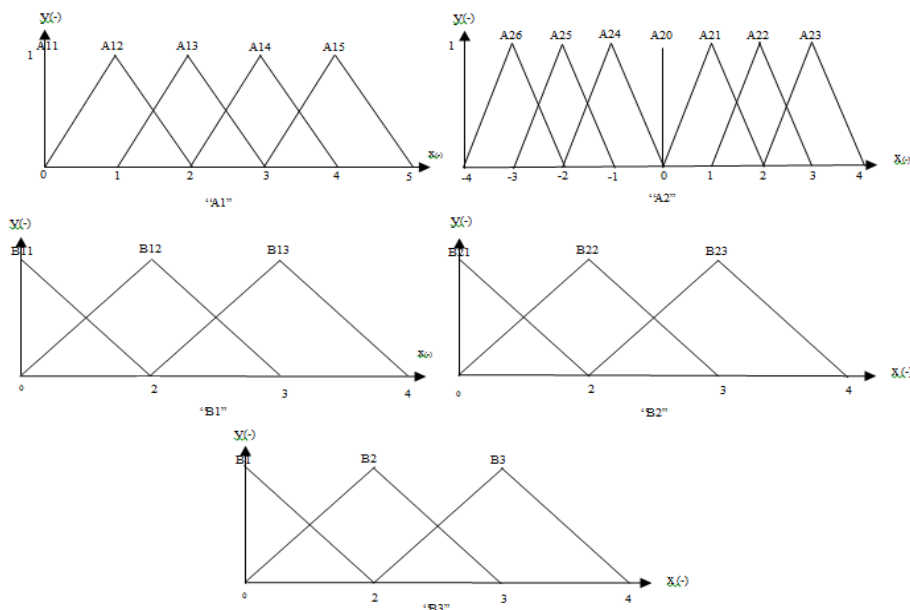 y(-)
A11 A12 A13 A14 A15
1
0 1 2 3 4 5
x(-)
“A1”
y(-)
A26 A25 A24 A20 A21 A22 A23
1
-4 -3 -2 -1 0 1 2 3 4
x(-)
“A2”
y(-)
B11 B12 B13
0 2 3 4
x(-)
“B1”
y(-)
B21 B22 B23
0 2 3 4
x(-)
“B2”
y(-)
B1 B2 B3
0 2 3 4
x(-)
“B3”